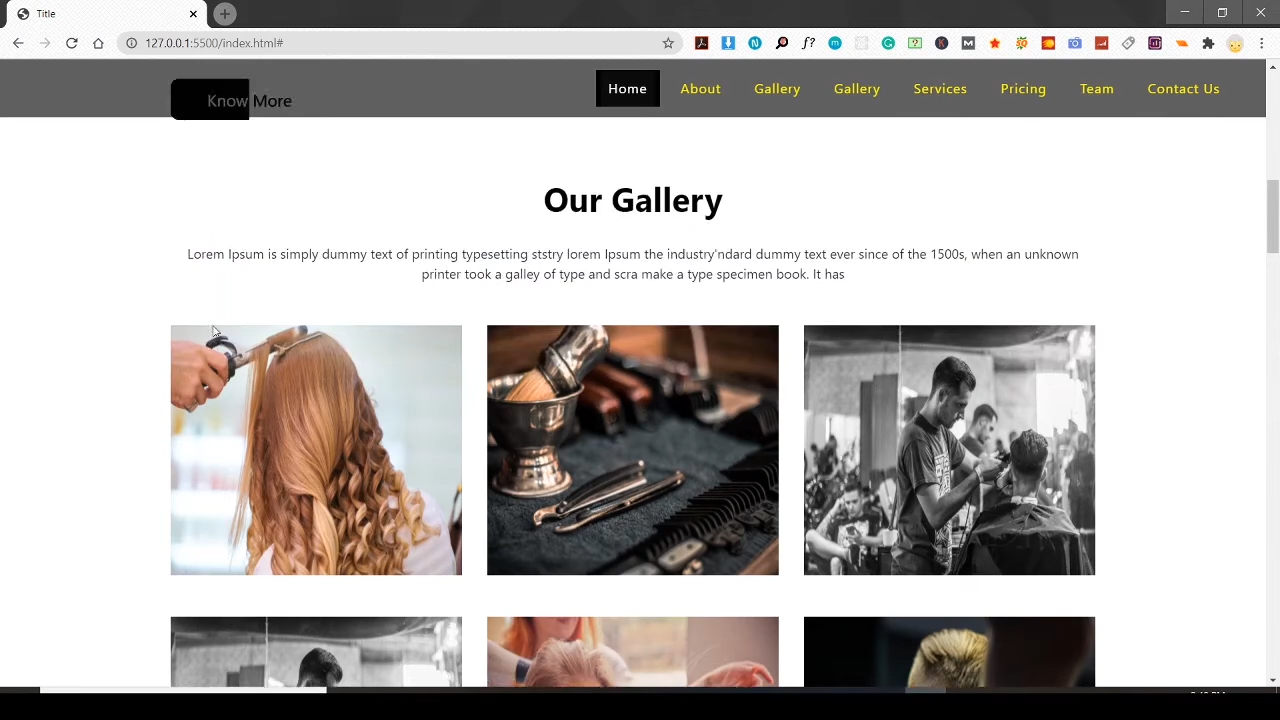 Title
127.0.0.1:5500/index.html#
Know More
Home
About
Gallery
Gallery
Services
Pricing
Team
Contact Us
Our Gallery
Lorem Ipsum is simply dummy text of printing typesetting ststry lorem Ipsum the industry'ndard dummy text ever since of the 1500s, when an unknown
printer took a galley of type and scra make a type specimen book. It has